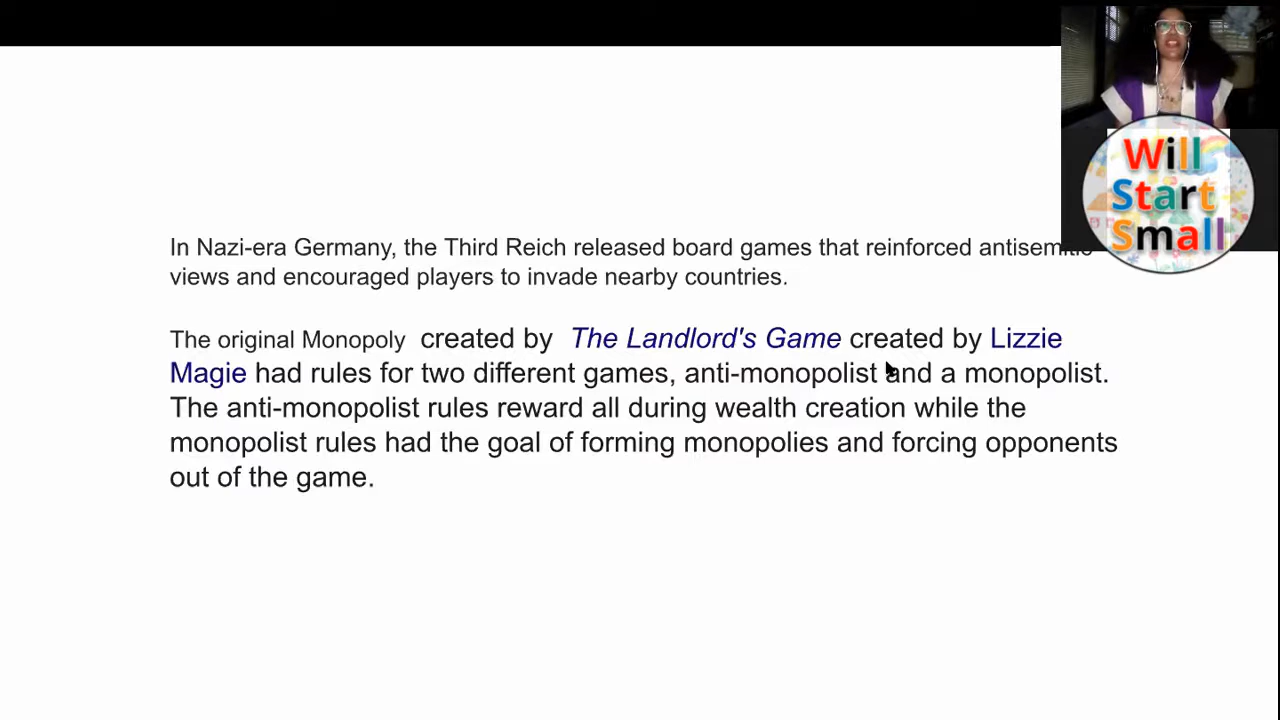 Will
Start
Small
In Nazi-era Germany, the Third Reich released board games that reinforced antisemitic
views and encouraged players to invade nearby countries.
The original Monopoly created by The Landlord's Game created by Lizzie
Magie had rules for two different games, anti-monopolist and a monopolist.
The anti-monopolist rules reward all during wealth creation while the
monopolist rules had the goal of forming monopolies and forcing opponents
out of the game.